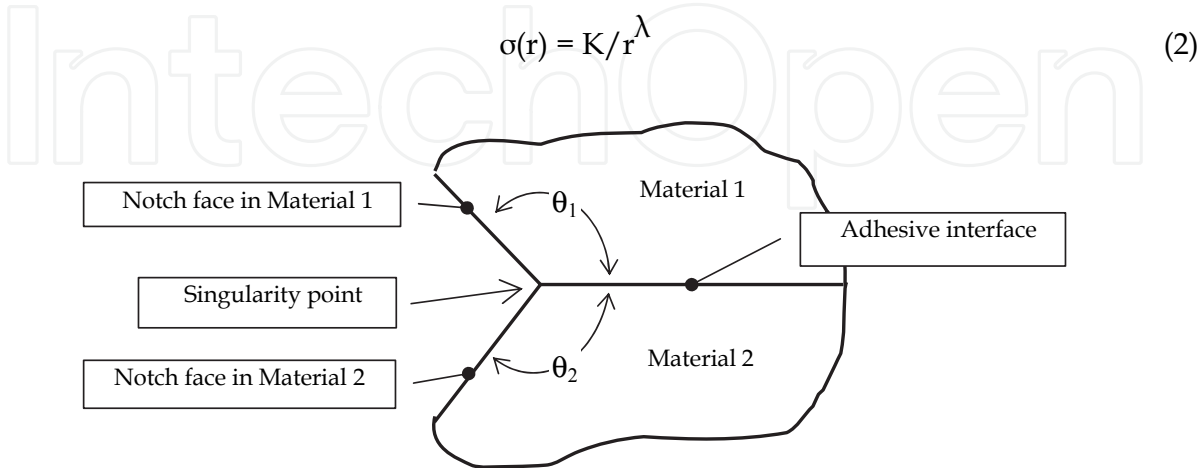 σ(r) = K/r^λ (2)
IntechOpen
Notch face in Material 1
θ1
Material 1
Adhesive interface
Singularity point
Notch face in Material 2
θ2
Material 2